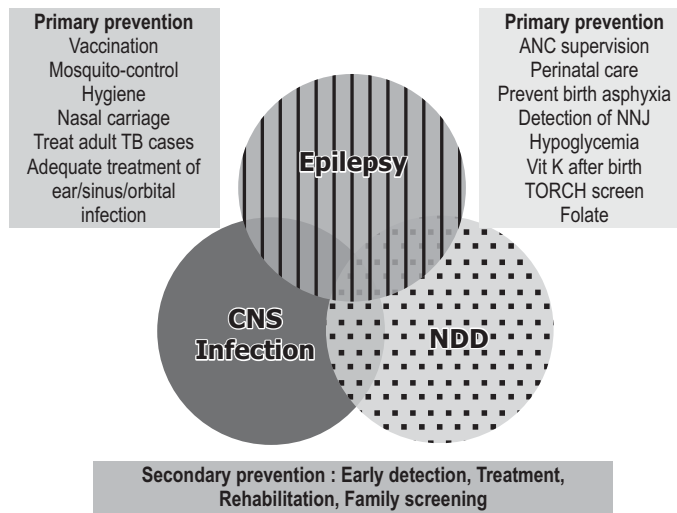 Primary prevention
Vaccination
Mosquito-control
Hygiene
Nasal carriage
Treat adult TB cases
Adequate treatment of
ear/sinus/orbital
infection
Primary prevention
ANC supervision
Perinatal care
Prevent birth asphyxia
Detection of NNJ
Hypoglycemia
Vit K after birth
TORCH screen
Folate
Epilepsy
CNS
Infection
NDD
Secondary prevention : Early detection, Treatment,
Rehabilitation, Family screening